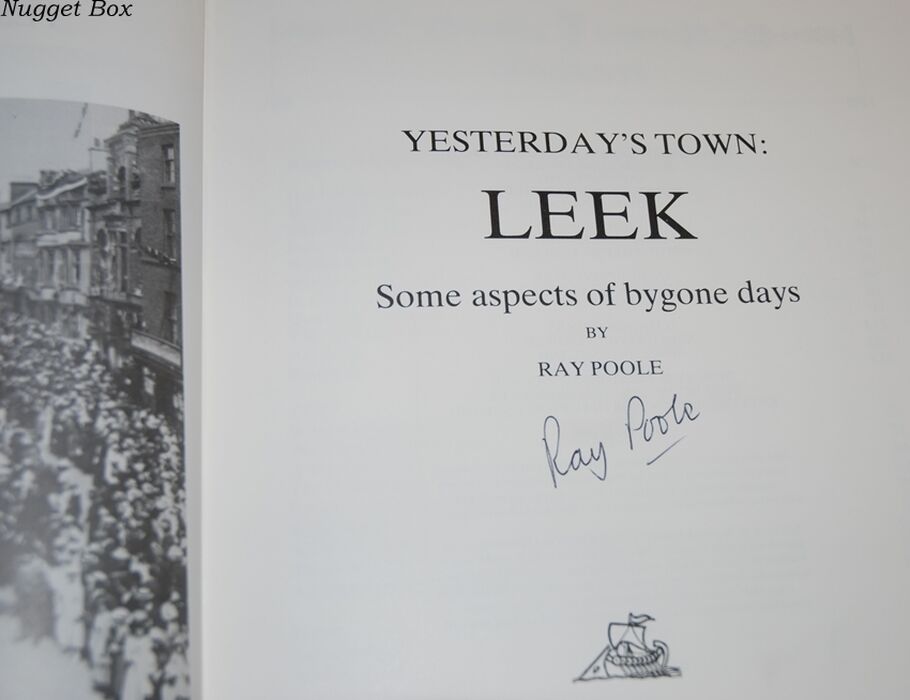 Nugget Box
YESTERDAY'S TOWN:
LEEK
Some aspects of bygone days
BY
RAY POOLE
Ray Poole